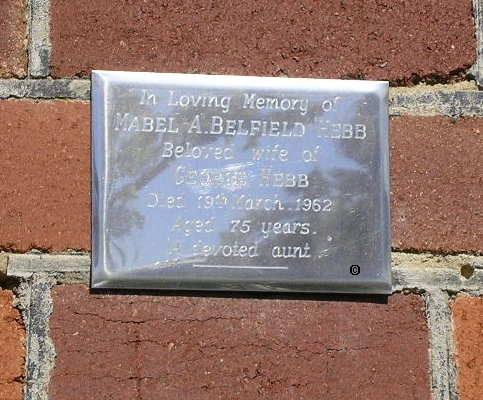 In Loving Memory of
MABEL A. BELFIELD HEBB
Beloved wife of
GEORGE HEBB
Died 19th March 1962
Aged 75 years.
A devoted aunt
©